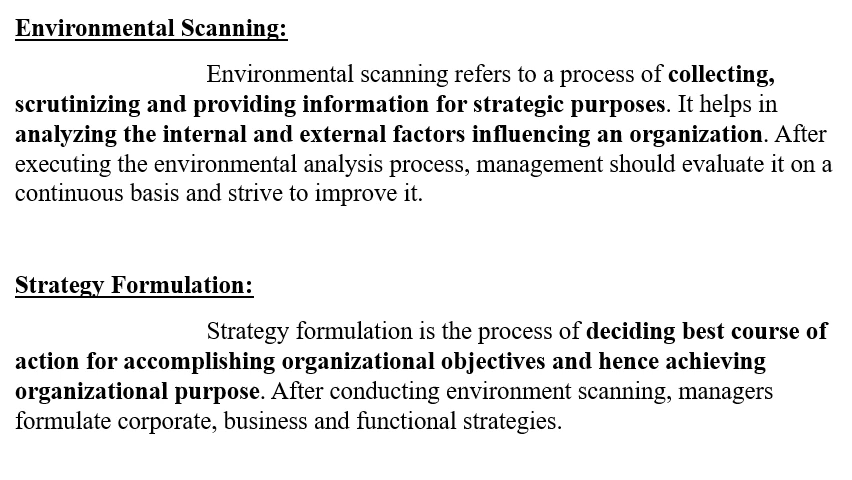 Environmental Scanning:
Environmental scanning refers to a process of collecting,
scrutinizing and providing information for strategic purposes. It helps in
analyzing the internal and external factors influencing an organization. After
executing the environmental analysis process, management should evaluate it on a
continuous basis and strive to improve it.
Strategy Formulation:
Strategy formulation is the process of deciding best course of
action for accomplishing organizational objectives and hence achieving
organizational purpose. After conducting environment scanning, managers
formulate corporate, business and functional strategies.